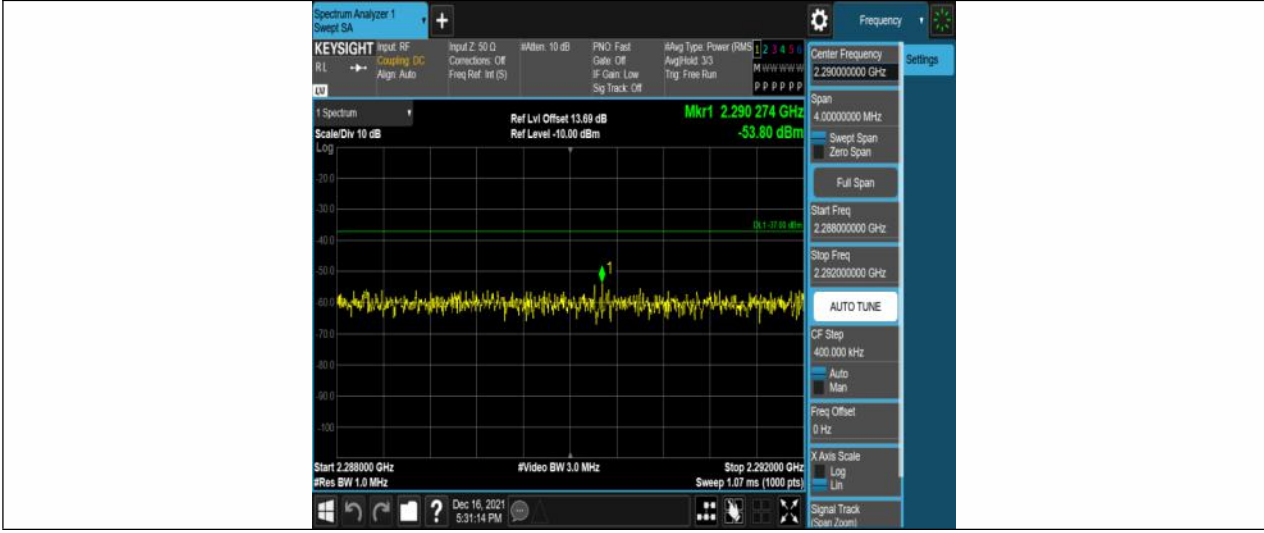 Spectrum Analyzer 1
Swept SA
+
Frequency
KEYSIGHT Input: RF
Coupling: DC
Align: Auto
RL
Input Z: 50 Ω
Corrections: Off
Freq Ref: Int (S)
#Atten: 10 dB
PNO: Fast
Gate: Off
IF Gain: Low
Sig Track: Off
#Avg Type: Power (RMS
Avg|Hold: 3/3
Trig: Free Run
1 2 3 4 5 6
M W W W W W
P P P P P P
1 Spectrum
Scale/Div 10 dB
Log
Ref Lvl Offset 13.69 dB
Ref Level -10.00 dBm
Mkr1 2.290 274 GHz
-53.80 dBm
DL1 -37.00 dBm
1
-20.0
-30.0
-40.0
-50.0
-60.0
-70.0
-80.0
-90.0
-100
Start 2.288000 GHz
#Res BW 1.0 MHz
#Video BW 3.0 MHz
Stop 2.292000 GHz
Sweep 1.07 ms (1000 pts)
?
Dec 16, 2021
5:31:14 PM
Center Frequency
2.290000000 GHz
Settings
Span
4.00000000 MHz
Swept Span
Zero Span
Full Span
Start Freq
2.288000000 GHz
Stop Freq
2.292000000 GHz
AUTO TUNE
CF Step
400.000 kHz
Auto
Man
Freq Offset
0 Hz
X Axis Scale
Log
Lin
Signal Track
(Span Zoom)